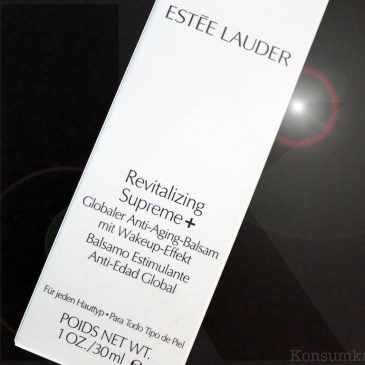 ESTĒE LAUDER
Revitalizing
Supreme+
Globaler Anti-Aging-Balsam
mit Wakeup-Effekt
Balsamo Estimulante
Anti-Edad Global
Für jeden Hauttyp • Para Todo Tipo de Piel
POIDS NET WT.
1 OZ./30 ml ℮
Konsumka